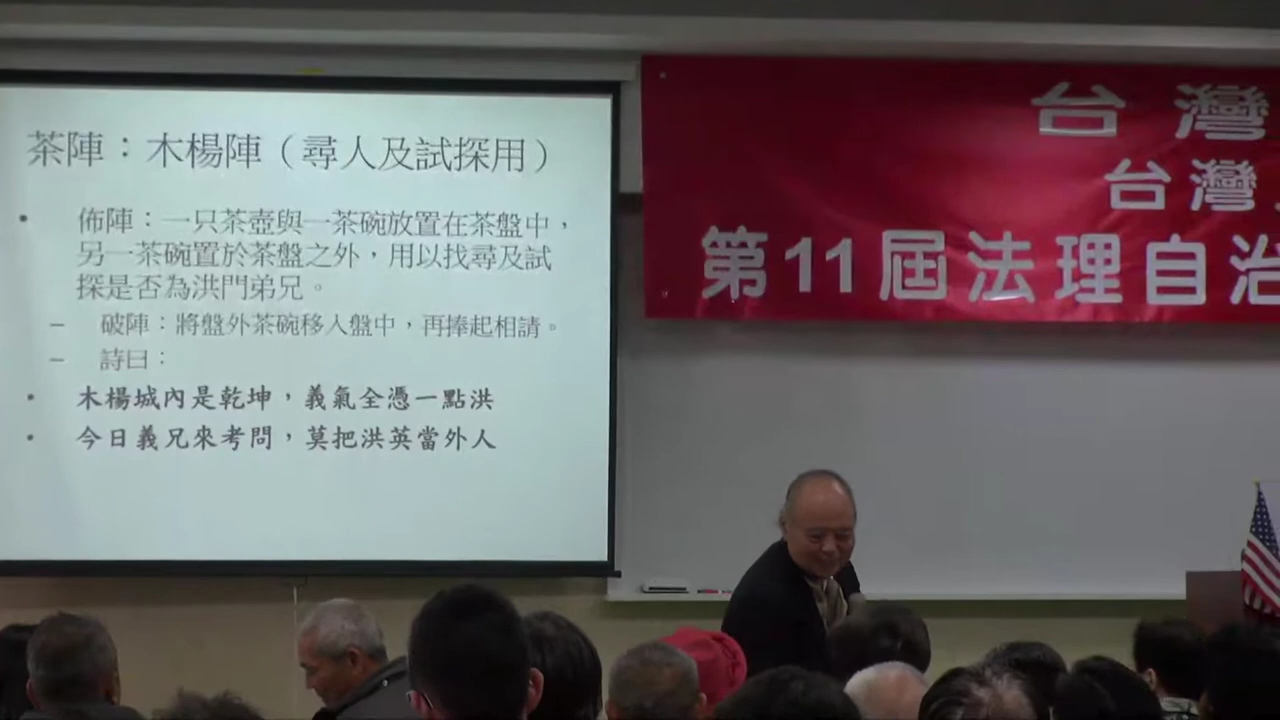 茶陣：木楊陣（尋人及試探用）
• 佈陣：一只茶壺與一茶碗放置在茶盤中，
另一茶碗置於茶盤之外，用以找尋及試
探是否為洪門弟兄。
– 破陣：將盤外茶碗移入盤中，再捧起相請。
– 詩曰：
• 木楊城內是乾坤，義氣全憑一點洪
• 今日義兄來考問，莫把洪英當外人
台灣
台灣
第11屆法理自治